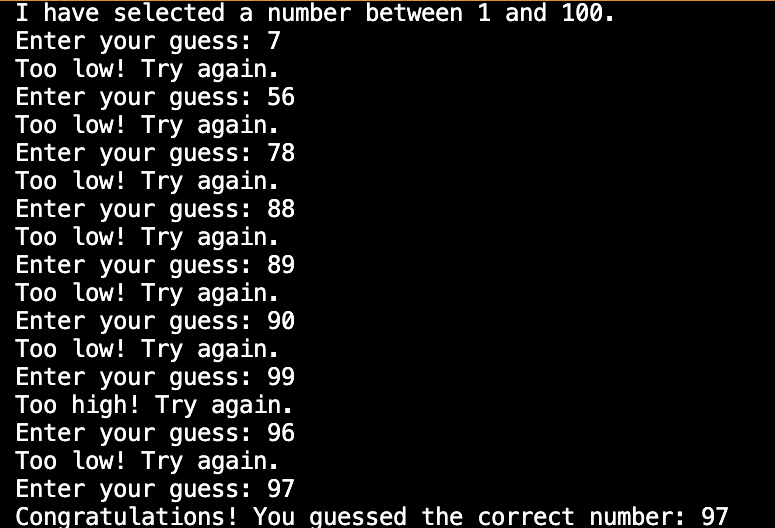 I have selected a number between 1 and 100.
Enter your guess: 7
Too low! Try again.
Enter your guess: 56
Too low! Try again.
Enter your guess: 78
Too low! Try again.
Enter your guess: 88
Too low! Try again.
Enter your guess: 89
Too low! Try again.
Enter your guess: 90
Too low! Try again.
Enter your guess: 99
Too high! Try again.
Enter your guess: 96
Too low! Try again.
Enter your guess: 97
Congratulations! You guessed the correct number: 97